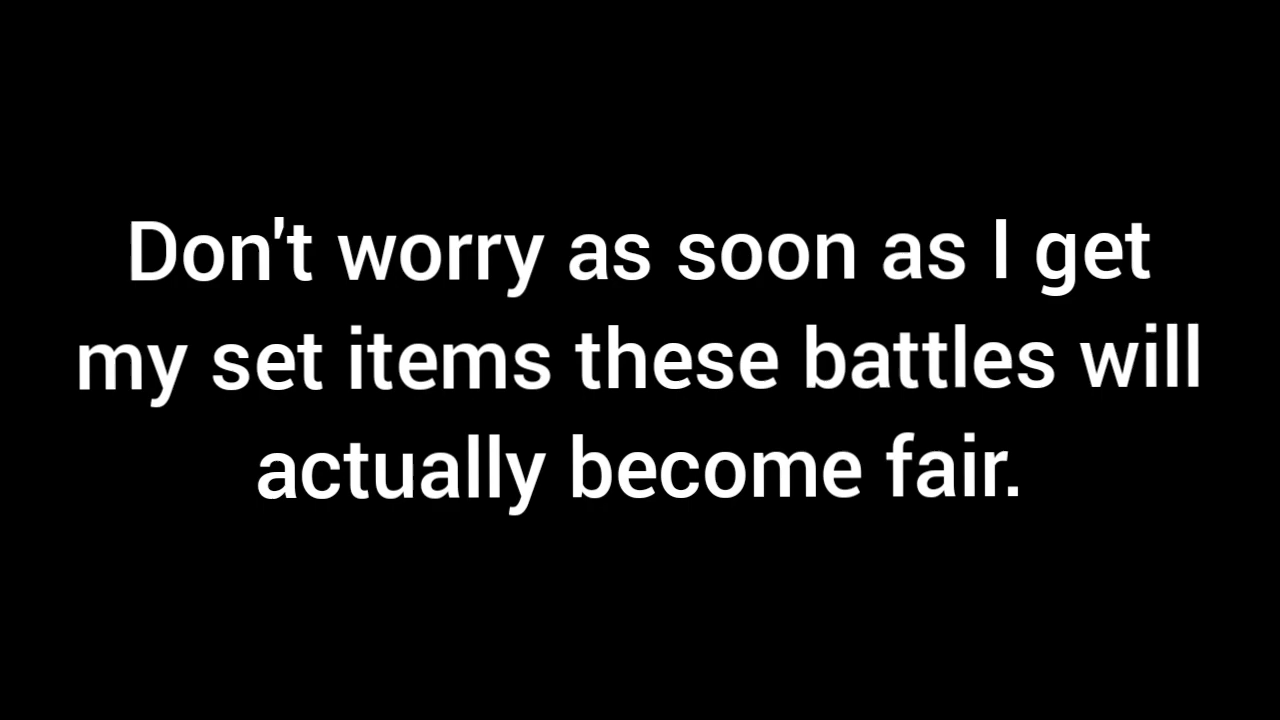 Don't worry as soon as I get
my set items these battles will
actually become fair.